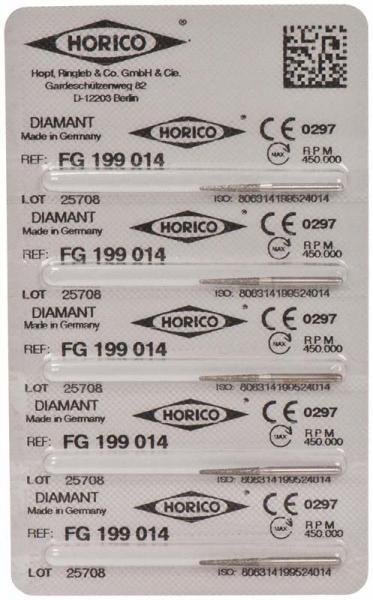 HORICO ®
Hopf, Ringleb & Co. GmbH & Cie.
Gardeschützenweg 82
D-12203 Berlin
DIAMANT HORICO ® CE 0297
Made in Germany
REF: FG 199 014 MAX RPM 450.000
LOT 25708 ISO: 806314199524014
DIAMANT HORICO ® CE 0297
Made in Germany
REF: FG 199 014 MAX RPM 450.000
LOT 25708 ISO: 806314199524014
DIAMANT HORICO ® CE 0297
Made in Germany
REF: FG 199 014 MAX RPM 450.000
LOT 25708 ISO: 806314199524014
DIAMANT HORICO ® CE 0297
Made in Germany
REF: FG 199 014 MAX RPM 450.000
LOT 25708 ISO: 806314199524014
DIAMANT HORICO ® CE 0297
Made in Germany
REF: FG 199 014 MAX RPM 450.000
LOT 25708 ISO: 806314199524014